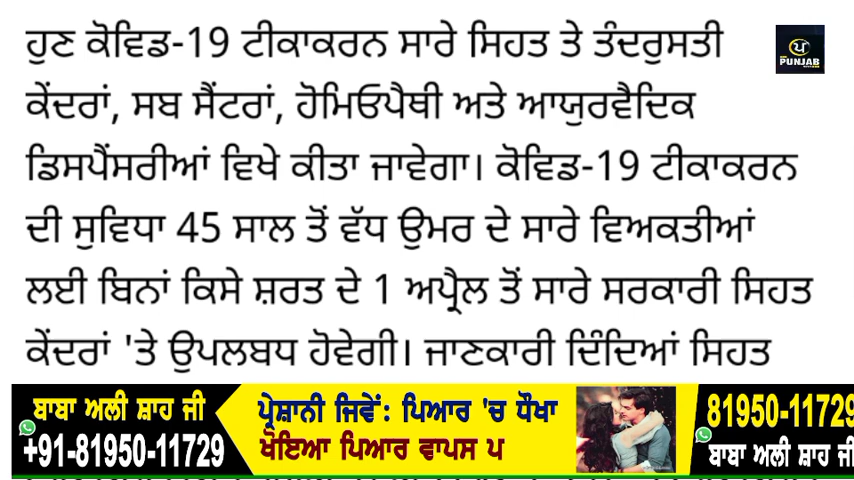 ਹੁਣ ਕੋਵਿਡ-19 ਟੀਕਾਕਰਨ ਸਾਰੇ ਸਿਹਤ ਤੇ ਤੰਦਰੁਸਤੀ
ਕੇਂਦਰਾਂ, ਸਬ ਸੈਂਟਰਾਂ, ਹੋਮਿਓਪੈਥੀ ਅਤੇ ਆਯੁਰਵੈਦਿਕ
ਡਿਸਪੈਂਸਰੀਆਂ ਵਿਖੇ ਕੀਤਾ ਜਾਵੇਗਾ। ਕੋਵਿਡ-19 ਟੀਕਾਕਰਨ
ਦੀ ਸੁਵਿਧਾ 45 ਸਾਲ ਤੋਂ ਵੱਧ ਉਮਰ ਦੇ ਸਾਰੇ ਵਿਅਕਤੀਆਂ
ਲਈ ਬਿਨਾਂ ਕਿਸੇ ਸ਼ਰਤ ਦੇ 1 ਅਪ੍ਰੈਲ ਤੋਂ ਸਾਰੇ ਸਰਕਾਰੀ ਸਿਹਤ
ਕੇਂਦਰਾਂ 'ਤੇ ਉਪਲਬਧ ਹੋਵੇਗੀ। ਜਾਣਕਾਰੀ ਦਿੰਦਿਆਂ ਸਿਹਤ
ਪੰ
PUNJAB
ਬਾਬਾ ਅਲੀ ਸ਼ਾਹ ਜੀ
+91-81950-11729
ਪ੍ਰੇਸ਼ਾਨੀ ਜਿਵੇਂ: ਪਿਆਰ 'ਚ ਧੌਖਾ
ਖੋਇਆ ਪਿਆਰ ਵਾਪਸ ਪ
81950-11729
ਬਾਬਾ ਅਲੀ ਸ਼ਾਹ ਜੀ